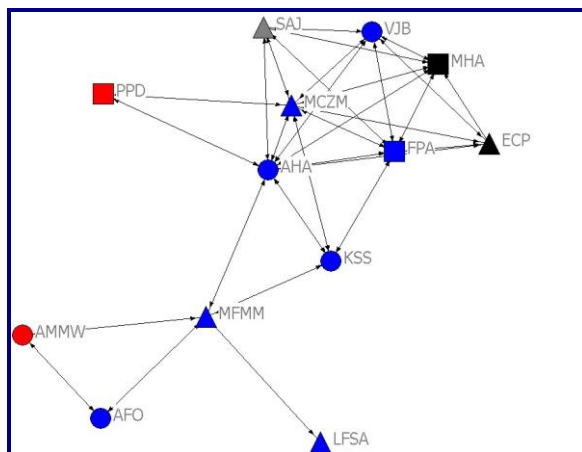 SAJ
VJB
MHA
PPD
MCZM
ECP
FPA
AHA
KSS
MFMM
AMMW
AFO
LFSA